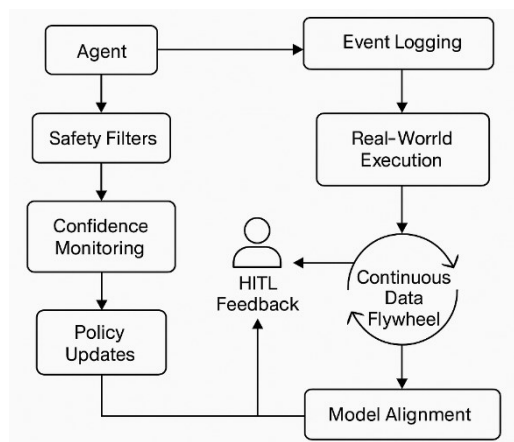 Agent
Event Logging
Safety Filters
Real-Worrld
Execution
Confidence
Monitoring
HITL
Feedback
Continuous
Data
Flywheel
Policy
Updates
Model Alignment